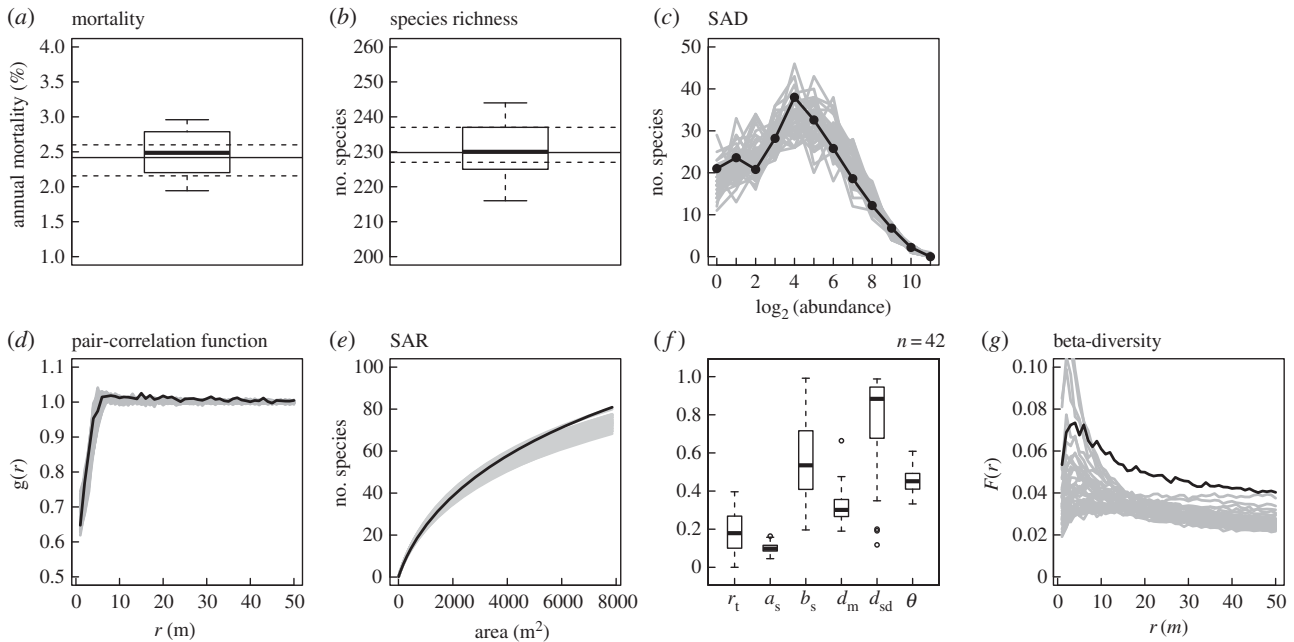 (a) mortality
4.0
3.5
3.0
2.5
2.0
1.5
1.0
annual mortality (%)
(b) species richness
260
250
240
230
220
210
200
no. species
(c) SAD
50
40
30
20
10
0
no. species
0 2 4 6 8 10
log2 (abundance)
(d) pair-correlation function
1.1
1.0
0.9
0.8
0.7
0.6
0.5
g(r)
0 10 20 30 40 50
r (m)
(e) SAR
100
80
60
40
20
0
no. species
0 2000 4000 6000 8000
area (m²)
(f) n = 42
1.0
0.8
0.6
0.4
0.2
0
rt as bs dm dsd θ
(g) beta-diversity
0.10
0.08
0.06
0.04
0.02
0
F(r)
0 10 20 30 40 50
r (m)